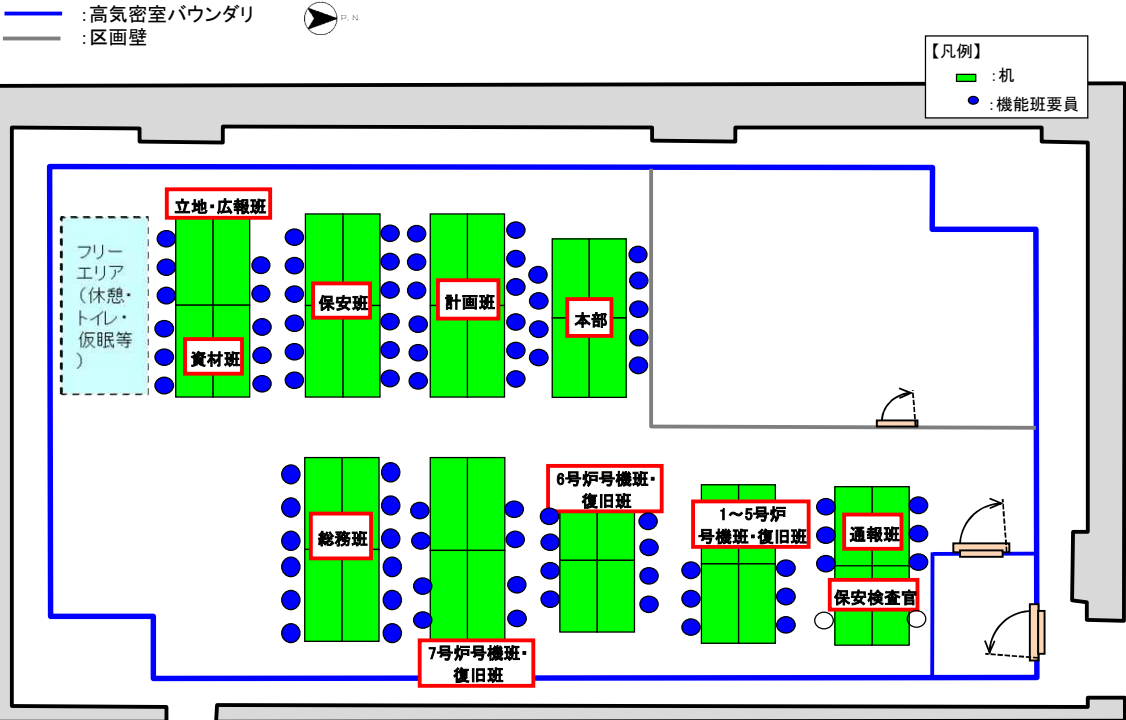 :高気密室バウンダリ
P.N
:区画壁
【凡例】
:机
:機能班要員
立地・広報班
フリー
エリア
（休憩・
トイレ・
仮眠等
）
保安班
計画班
本部
資材班
6号炉号機班・
復旧班
1～5号炉
号機班・復旧班
総務班
通報班
保安検査官
7号炉号機班・
復旧班